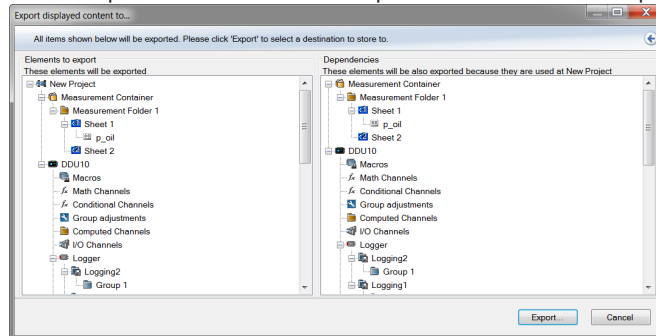 Export displayed content to...
All items shown below will be exported. Please click 'Export' to select a destination to store to.
Elements to export
These elements will be exported
New Project
Measurement Container
Measurement Folder 1
Sheet 1
p_oil
Sheet 2
DDU10
Macros
Math Channels
Conditional Channels
Group adjustments
Computed Channels
I/O Channels
Logger
Logging2
Group 1
Dependencies
These elements will be also exported because they are used at New Project
Measurement Container
Measurement Folder 1
Sheet 1
p_oil
Sheet 2
DDU10
Macros
Math Channels
Conditional Channels
Group adjustments
Computed Channels
I/O Channels
Logger
Logging2
Group 1
Logging1
Export...
Cancel